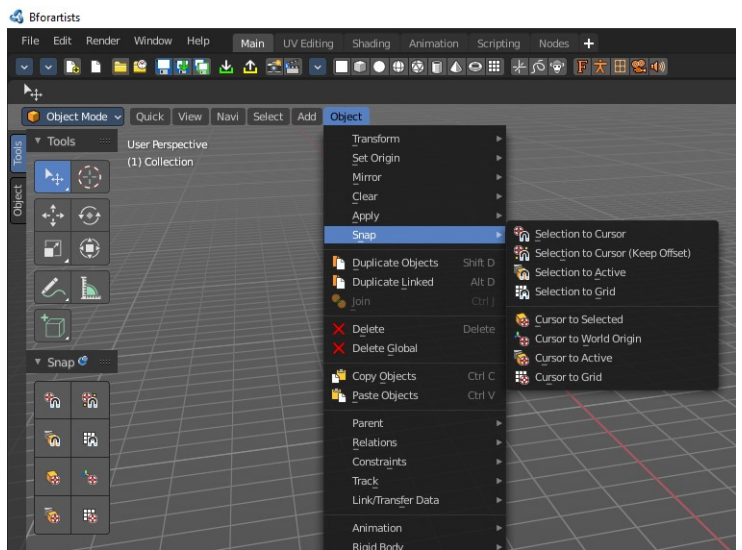 Bforartists
File Edit Render Window Help Main UV Editing Shading Animation Scripting Nodes +
Object Mode Quick View Navi Select Add Object
Tools
Object
Tools
User Perspective
(1) Collection
Snap
Transform
Set Origin
Mirror
Clear
Apply
Snap
Duplicate Objects Shift D
Duplicate Linked Alt D
Join Ctrl J
Delete Delete
Delete Global
Copy Objects Ctrl C
Paste Objects Ctrl V
Parent
Relations
Constraints
Track
Link/Transfer Data
Animation
Rigid Body
Selection to Cursor
Selection to Cursor (Keep Offset)
Selection to Active
Selection to Grid
Cursor to Selected
Cursor to World Origin
Cursor to Active
Cursor to Grid